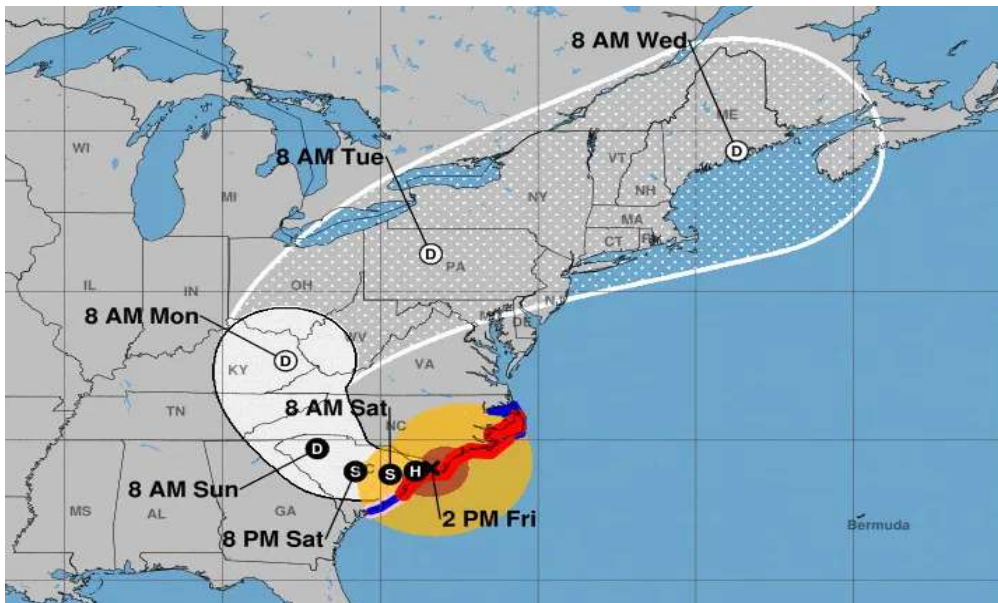 8 AM Wed
ME
WI
8 AM Tue
VT
MI
NH
NY
MA
CT
RI
PA
IL
IN
OH
NJ
8 AM Mon
MD
DE
WV
D
D
D
KY
VA
8 AM Sat
TN
NC
D
S
S
H
8 AM Sun
MS
AL
GA
8 PM Sat
2 PM Fri
Bermuda